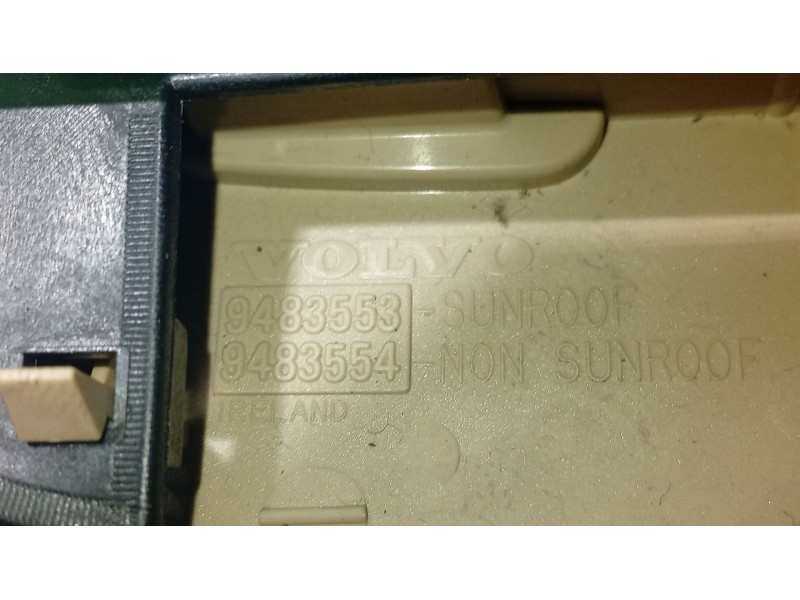 VOLVO
9483553-SUNROOF
9483554-NON SUNROOF
IRELAND